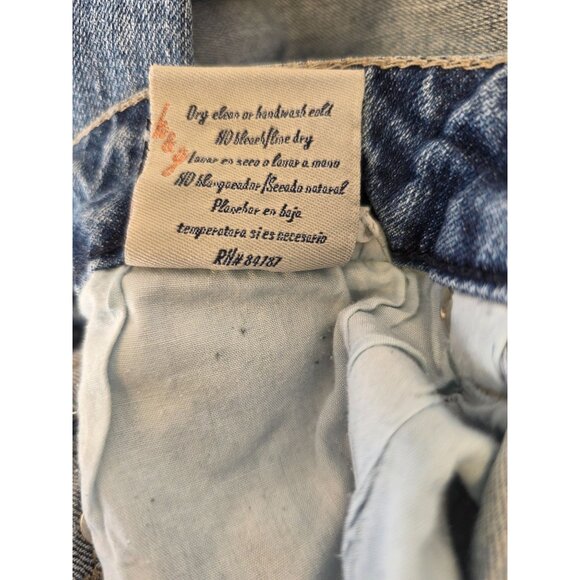 Dry clean or handwash cold
NO bleach/line dry
Lavar en seco o lavar a mano
NO blanqueador/Secado natural
Planchar en baja
temperatura si es necesario
RN# 84787